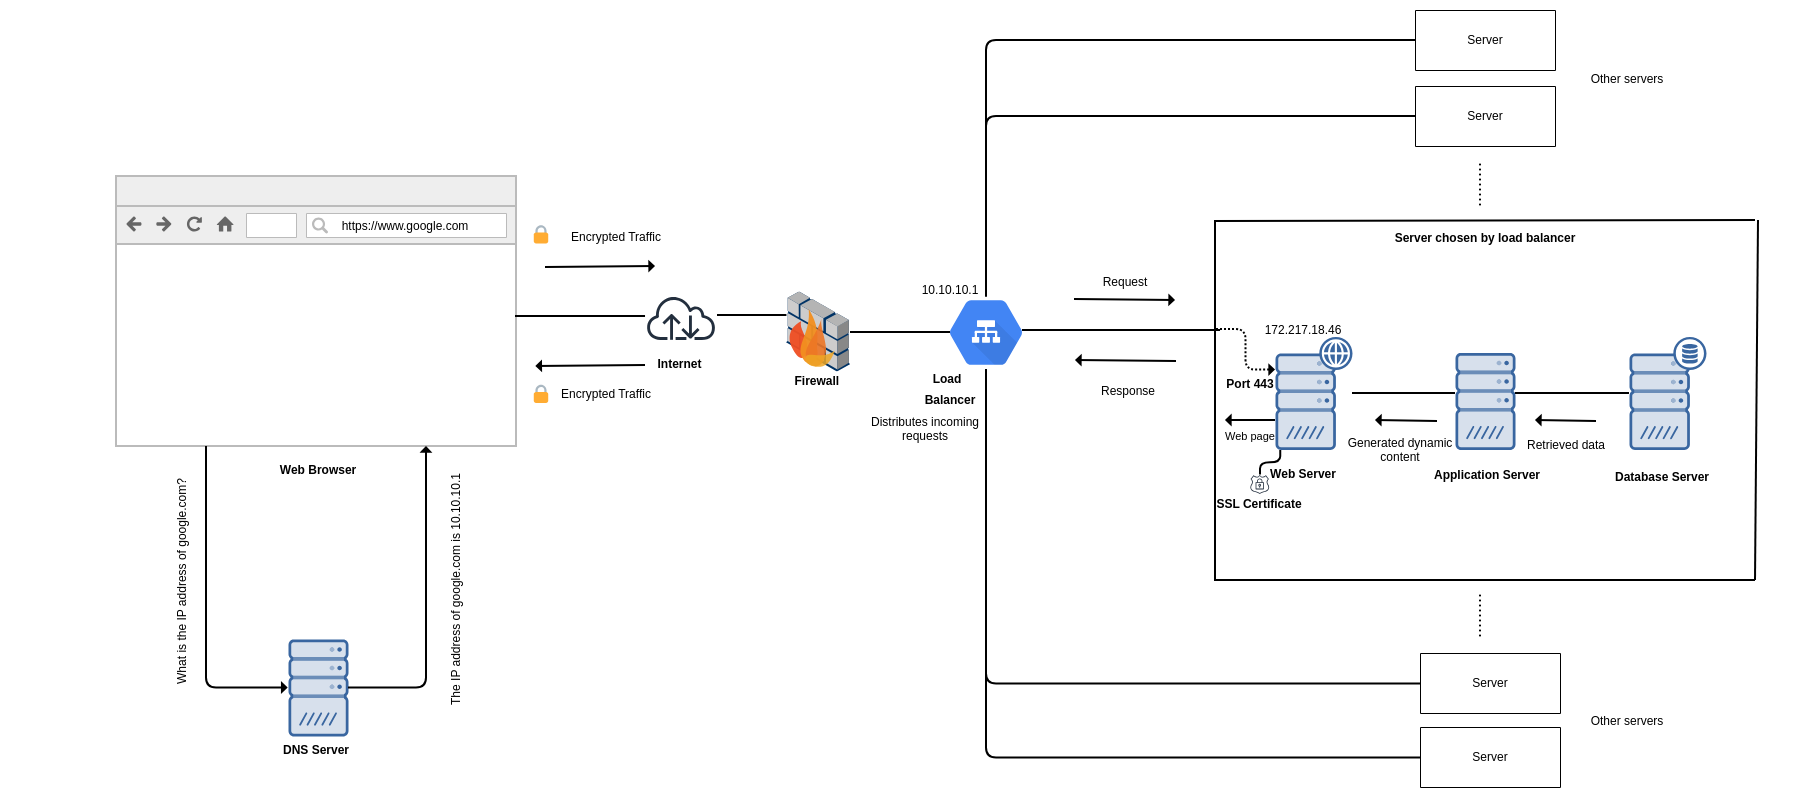 Server
Other servers
Server
https://www.google.com
Encrypted Traffic
Server chosen by load balancer
10.10.10.1
Request
172.217.18.46
Internet
Encrypted Traffic
Firewall
Load
Balancer
Distributes incoming
requests
Response
Port 443
Web page
Generated dynamic
content
Retrieved data
Web Browser
Web Server
Application Server
Database Server
SSL Certificate
What is the IP address of google.com?
The IP address of google.com is 10.10.10.1
DNS Server
Server
Other servers
Server